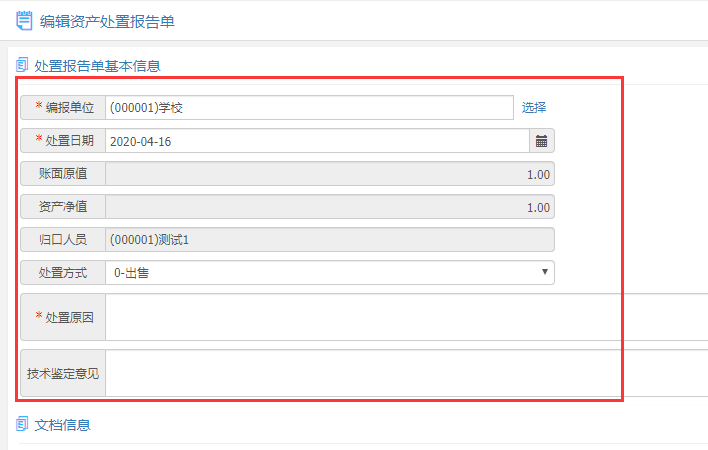 编辑资产处置报告单
处置报告单基本信息
* 编报单位 (000001)学校 选择
* 处置日期 2020-04-16
账面原值 1.00
资产净值 1.00
归口人员 (000001)测试1
处置方式 0-出售
* 处置原因
技术鉴定意见
文档信息